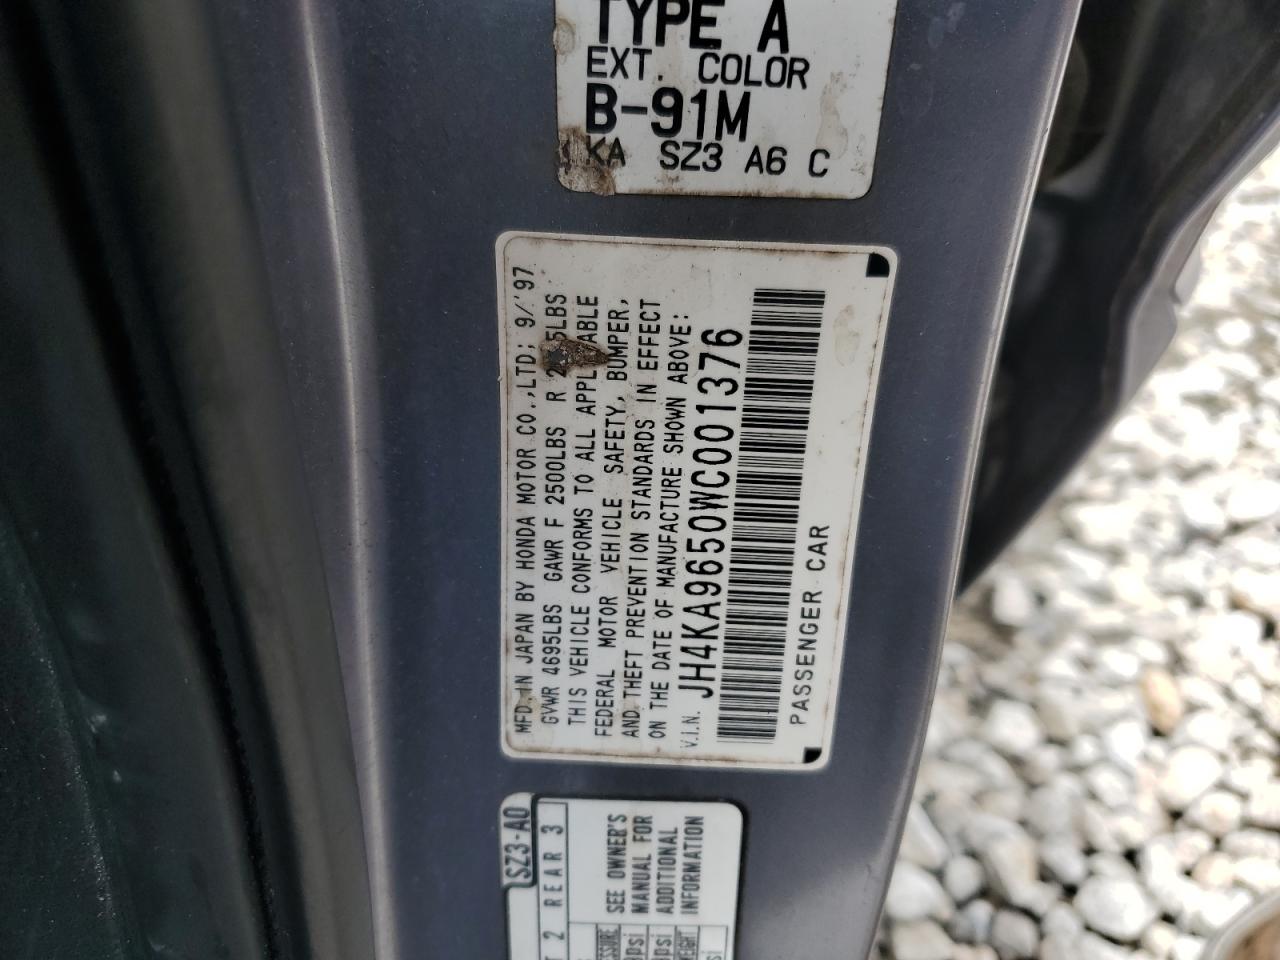 TYPE A
EXT. COLOR
B-91M
KA SZ3 A6 C
MFD. IN JAPAN BY HONDA MOTOR CO., LTD; 9/'97
GVWR 4695LBS GAWR F 2500LBS R
THIS VEHICLE CONFORMS TO ALL APPLICABLE
FEDERAL MOTOR VEHICLE SAFETY, BUMPER,
AND THEFT PREVENTION STANDARDS IN EFFECT
ON THE DATE OF MANUFACTURE SHOWN ABOVE:
V.I.N. JH4KA9650WC001376
PASSENGER CAR
SZ3-A0
2 REAR 3
SEE OWNER'S
MANUAL FOR
ADDITIONAL
INFORMATION